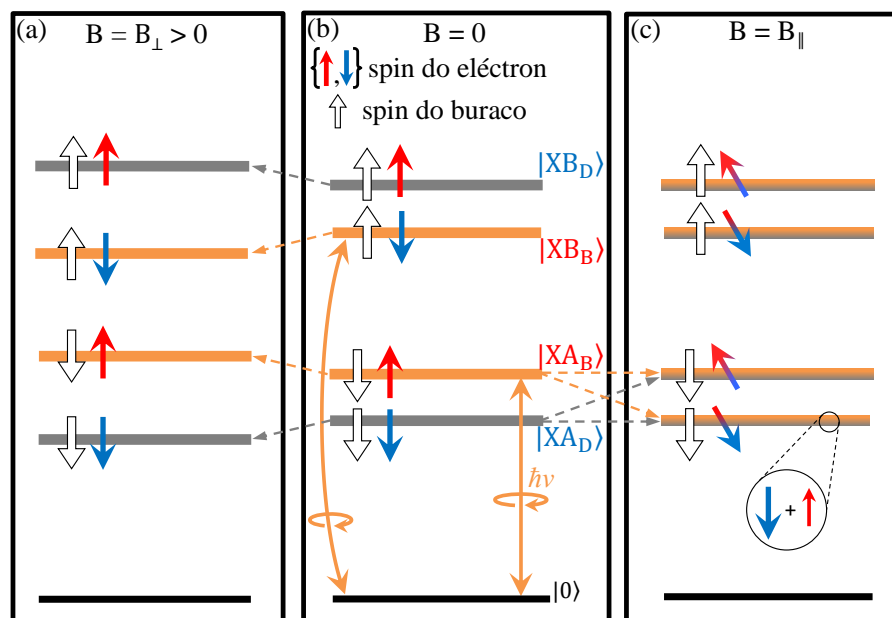 (a)
B = B⊥ > 0
(b)
B = 0
{ , } spin do eléctron
spin do buraco
|XB_D⟩
|XB_B⟩
|XA_B⟩
|XA_D⟩
ħν
|0⟩
(c)
B = B∥
+